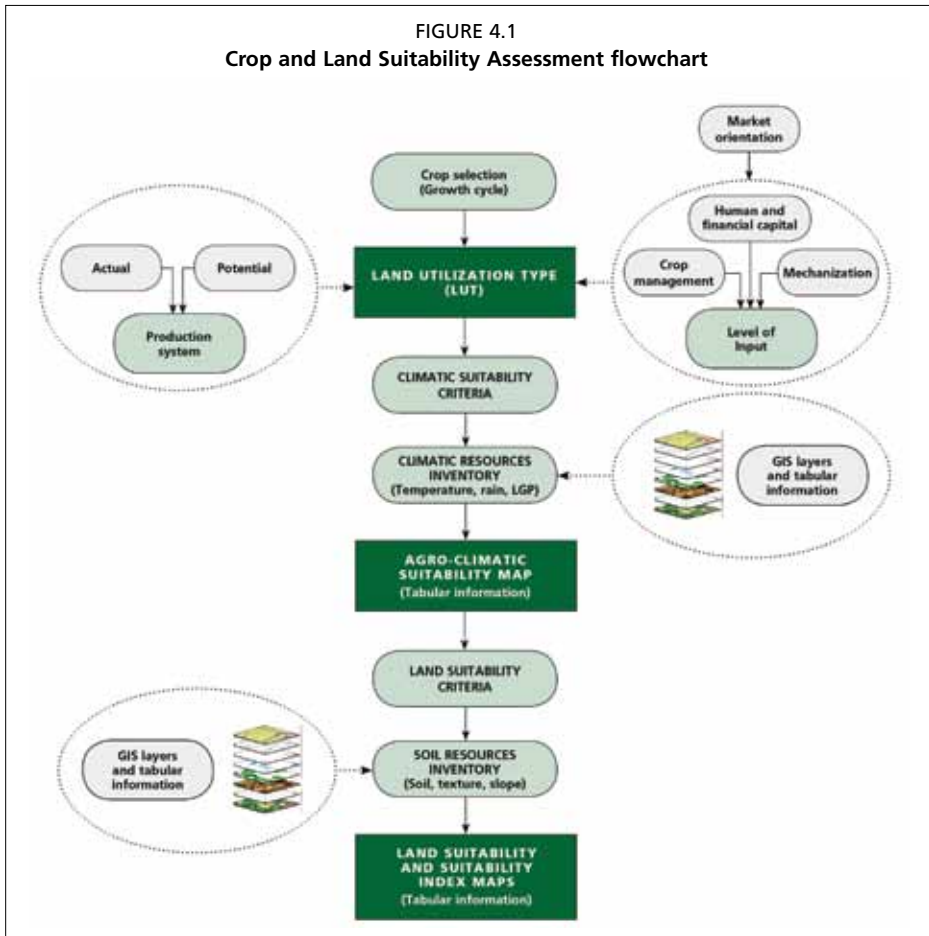 FIGURE 4.1
Crop and Land Suitability Assessment flowchart
Market
orientation
Crop selection
(Growth cycle)
Human and
financial capital
Actual
Potential
LAND UTILIZATION TYPE
(LUT)
Crop
management
Mechanization
Production
system
Level of
Input
CLIMATIC SUITABILITY
CRITERIA
CLIMATIC RESOURCES
INVENTORY
(Temperature, rain, LGP)
GIS layers
and tabular
information
AGRO-CLIMATIC
SUITABILITY MAP
(Tabular information)
LAND SUITABILITY
CRITERIA
GIS layers
and tabular
information
SOIL RESOURCES
INVENTORY
(Soil, texture, slope)
LAND SUITABILITY
AND SUITABILITY
INDEX MAPS
(Tabular information)